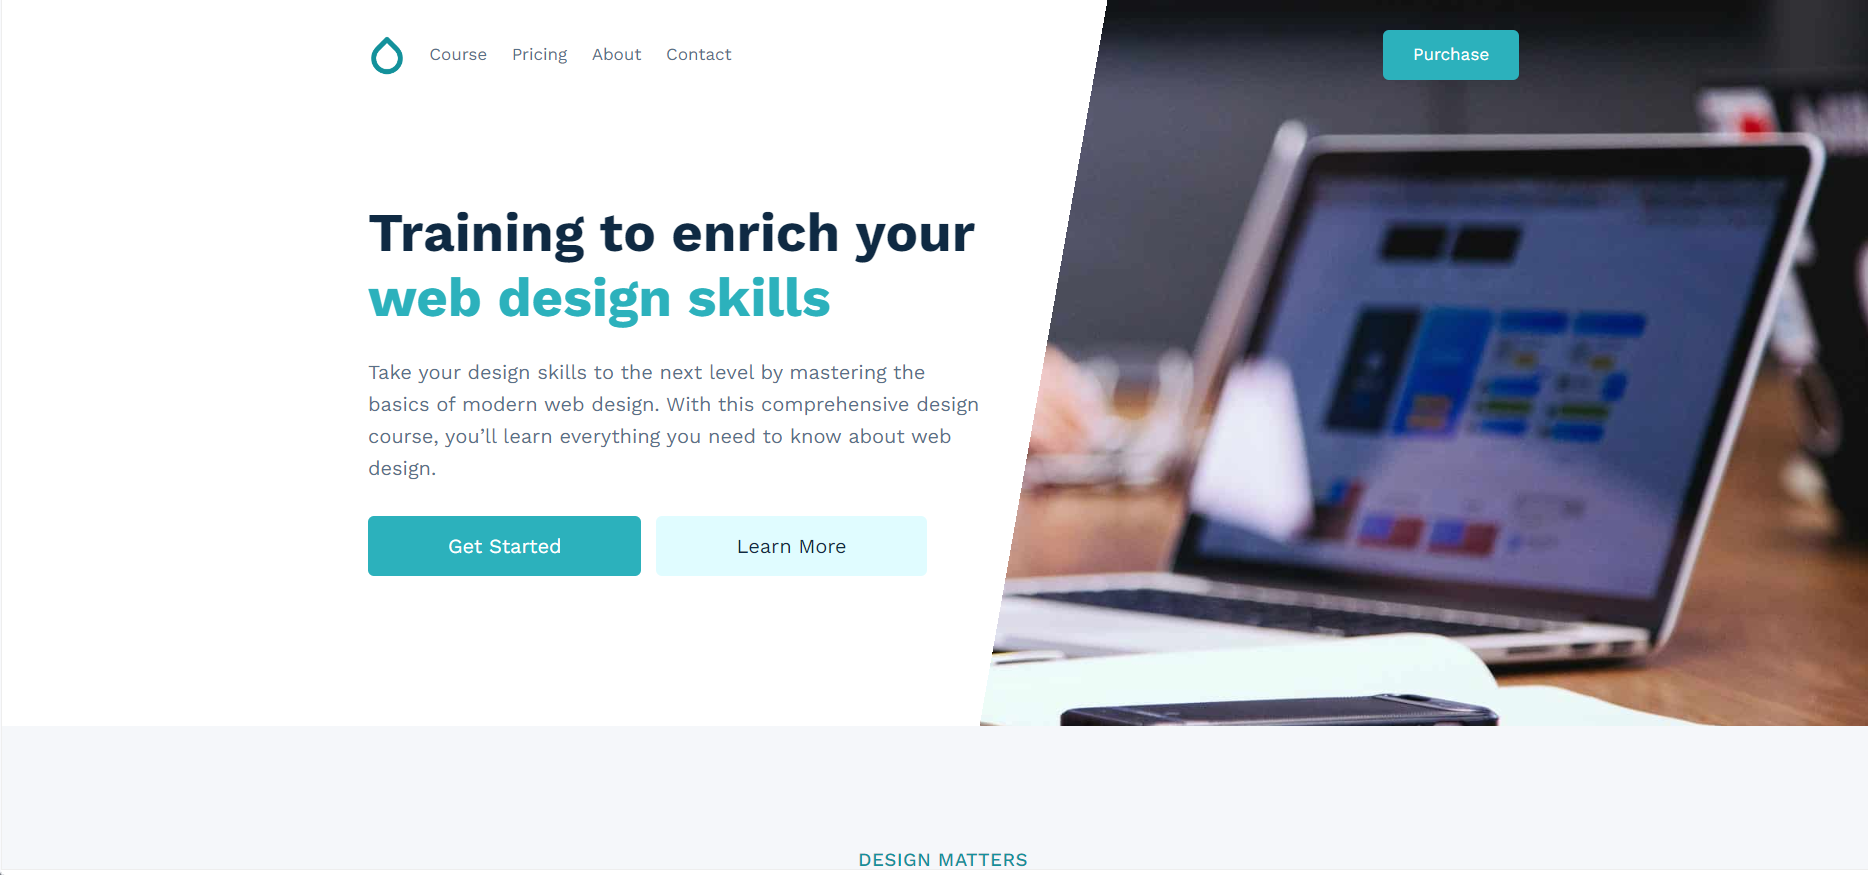 Course Pricing About Contact Purchase
Training to enrich your
web design skills
Take your design skills to the next level by mastering the
basics of modern web design. With this comprehensive design
course, you’ll learn everything you need to know about web
design.
Get Started Learn More
DESIGN MATTERS